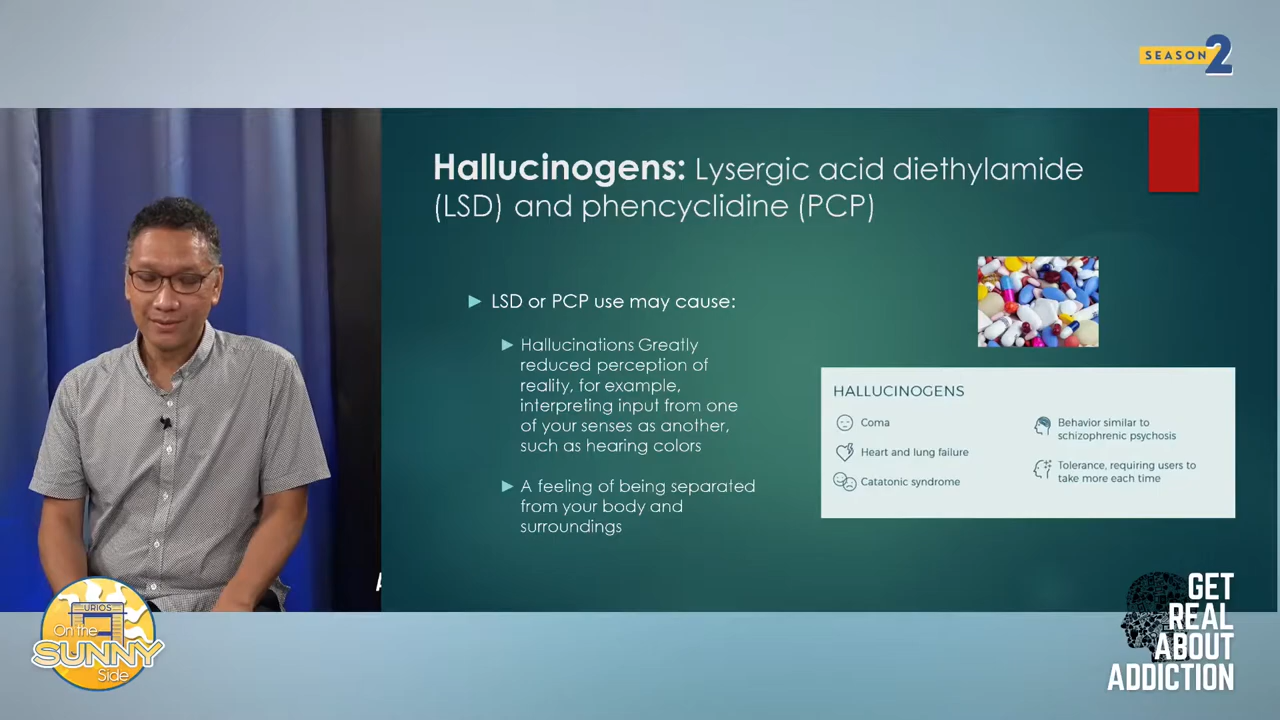 SEASON 2
Hallucinogens: Lysergic acid diethylamide
(LSD) and phencyclidine (PCP)
LSD or PCP use may cause:
Hallucinations Greatly
reduced perception of
reality, for example,
interpreting input from one
of your senses as another,
such as hearing colors
A feeling of being separated
from your body and
surroundings
HALLUCINOGENS
Coma
Heart and lung failure
Catatonic syndrome
Behavior similar to
schizophrenic psychosis
Tolerance, requiring users to
take more each time
URIOS
On the
SUNNY
Side
GET
REAL
ABOUT
ADDICTION